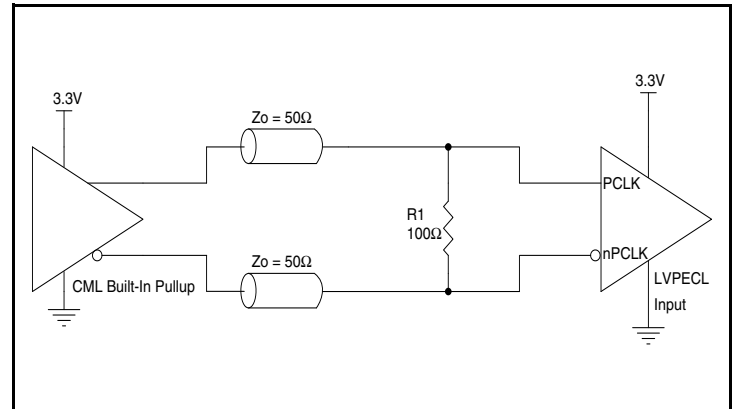 3.3V
3.3V
Zo = 50Ω
PCLK
R1
100Ω
nPCLK
Zo = 50Ω
CML Built-In Pullup
LVPECL
Input